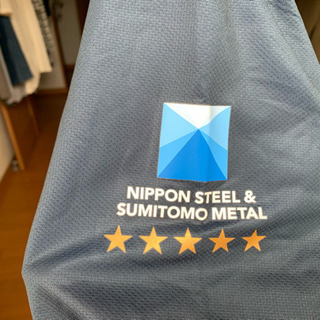 NIPPON STEEL &
SUMITOMO METAL